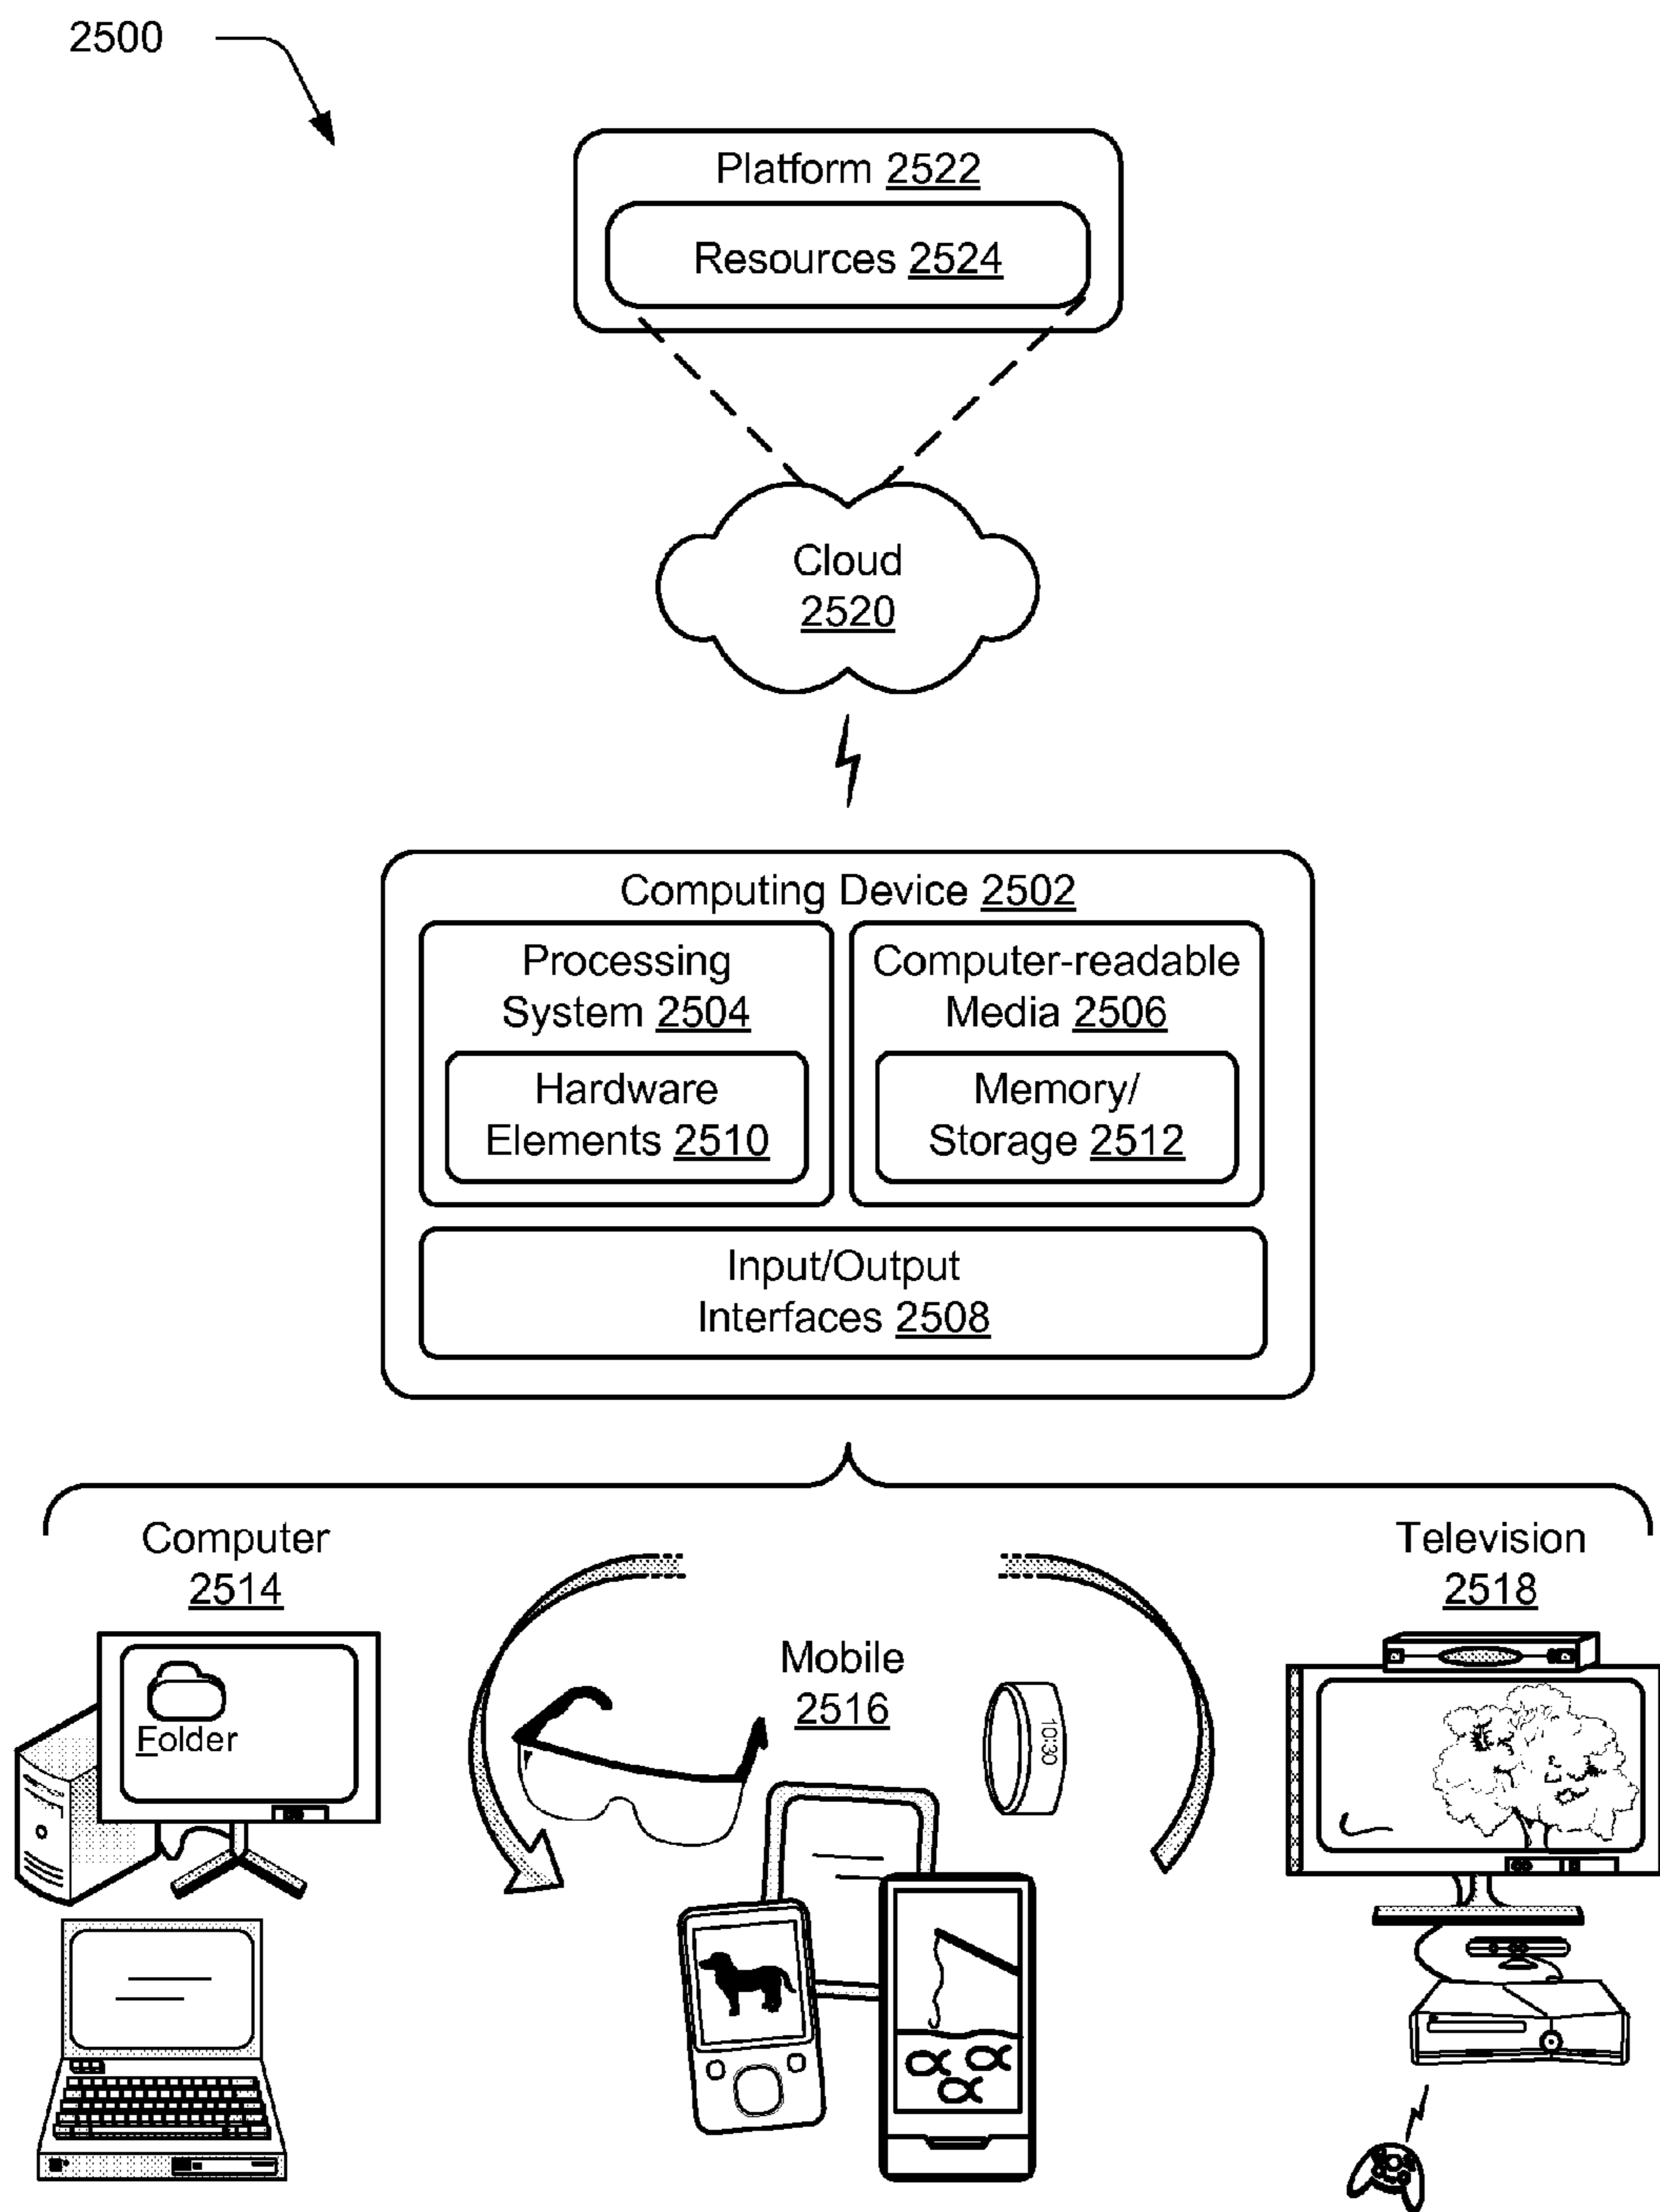 2500
Platform 2522
Resources 2524
Cloud
2520
Computing Device 2502
Processing
System 2504
Hardware
Elements 2510
Computer-readable
Media 2506
Memory/
Storage 2512
Input/Output
Interfaces 2508
Computer
2514
Folder
Mobile
2516
10:30
Television
2518